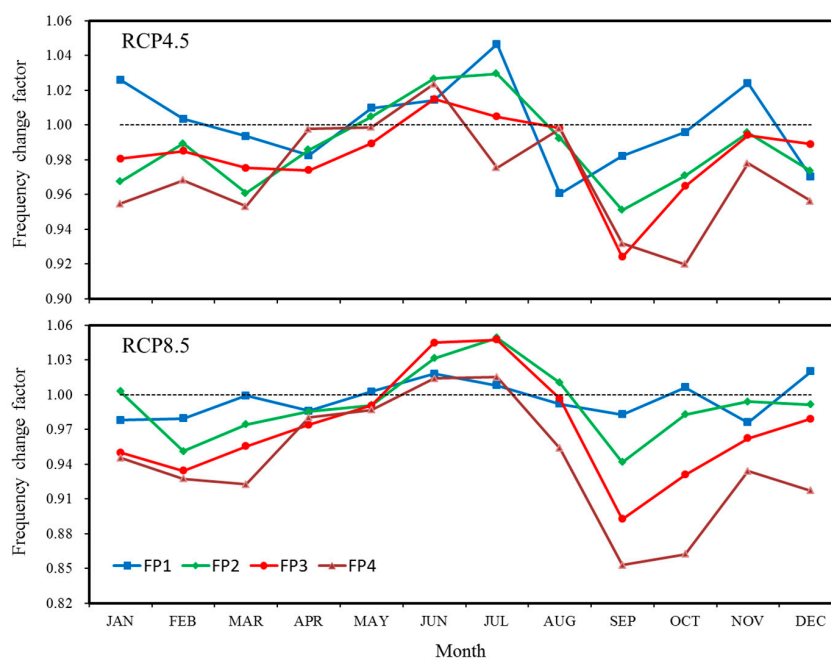 RCP4.5
Frequency change factor
1.06
1.04
1.02
1.00
0.98
0.96
0.94
0.92
0.90
RCP8.5
Frequency change factor
1.06
1.03
1.00
0.97
0.94
0.91
0.88
0.85
0.82
FP1 FP2 FP3 FP4
JAN FEB MAR APR MAY JUN JUL AUG SEP OCT NOV DEC
Month